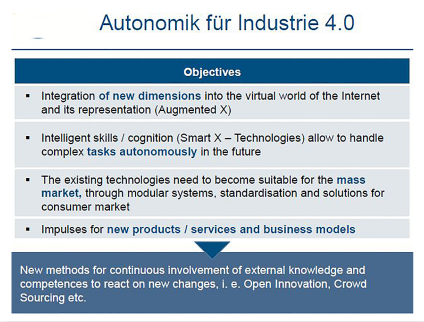 Autonomik für Industrie 4.0
Objectives
▪ Integration of new dimensions into the virtual world of the Internet
and its representation (Augmented X)
▪ Intelligent skills / cognition (Smart X – Technologies) allow to handle
complex tasks autonomously in the future
▪ The existing technologies need to become suitable for the mass
market, through modular systems, standardisation and solutions for
consumer market
▪ Impulses for new products / services and business models
New methods for continuous involvement of external knowledge and
competences to react on new changes, i. e. Open Innovation, Crowd
Sourcing etc.